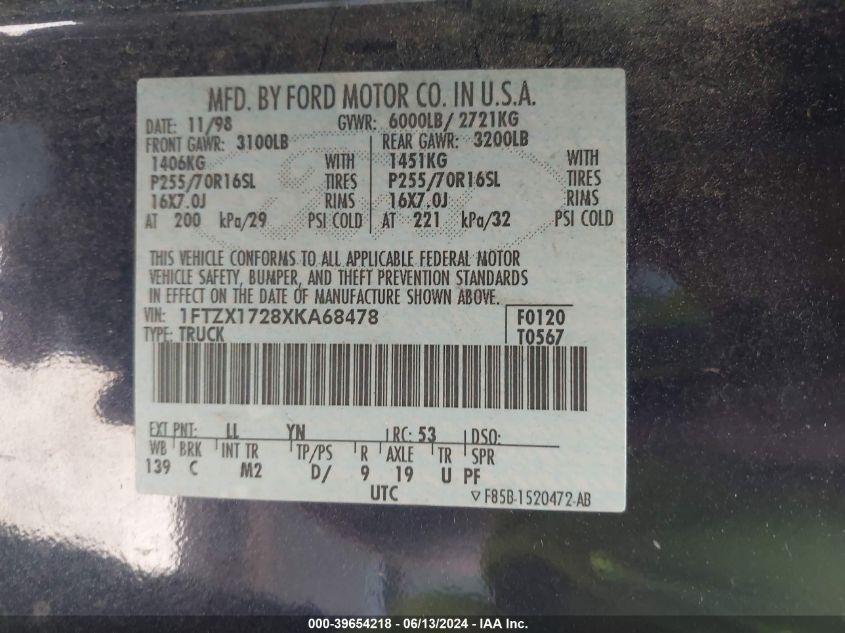 MFD. BY FORD MOTOR CO. IN U.S.A.
DATE: 11/98 GVWR: 6000LB/ 2721KG
FRONT GAWR: 3100LB REAR GAWR: 3200LB
1406KG WITH 1451KG WITH
P255/70R16SL TIRES P255/70R16SL TIRES
16X7.0J RIMS 16X7.0J RIMS
AT 200 kPa/29 PSI COLD AT 221 kPa/32 PSI COLD
THIS VEHICLE CONFORMS TO ALL APPLICABLE FEDERAL MOTOR
VEHICLE SAFETY, BUMPER, AND THEFT PREVENTION STANDARDS
IN EFFECT ON THE DATE OF MANUFACTURE SHOWN ABOVE.
VIN: 1FTZX1728XKA68478 F0120
TYPE: TRUCK T0567
EXT PNT: LL YN RC: 53 DSO:
WB BRK INT TR TP/PS R AXLE TR SPR
139 C M2 D/ 9 19 U PF
UTC ▽ F85B-1520472-AB
000-39654218 - 06/13/2024 - IAA Inc.